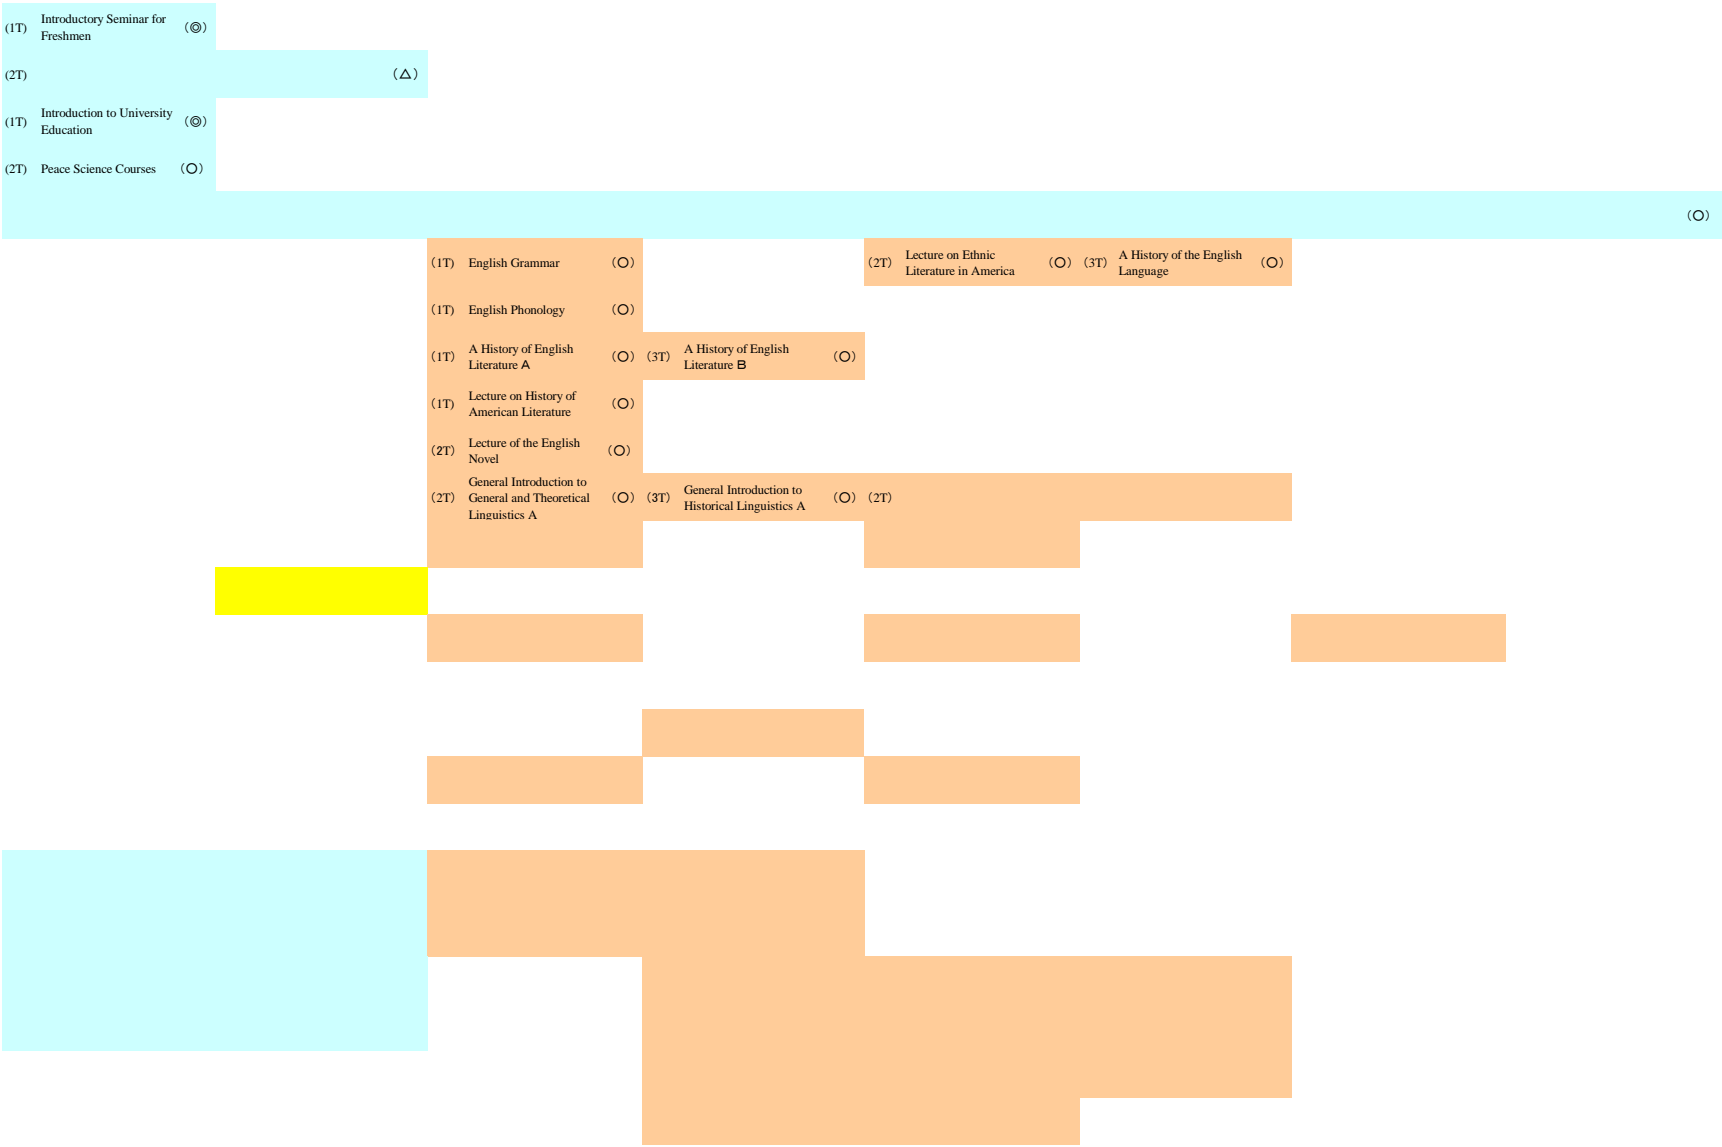 (1T) Introductory Seminar for Freshmen (◎)
(2T) (△)
(1T) Introduction to University Education (◎)
(2T) Peace Science Courses (○)
(○)
(1T) English Grammar (○) (2T) Lecture on Ethnic Literature in America (○) (3T) A History of the English Language (○)
(1T) English Phonology (○)
(1T) A History of English Literature A (○) (3T) A History of English Literature B (○)
(1T) Lecture on History of American Literature (○)
(2T) Lecture of the English Novel (○)
(2T) General Introduction to General and Theoretical Linguistics A (○) (3T) General Introduction to Historical Linguistics A (○) (2T)